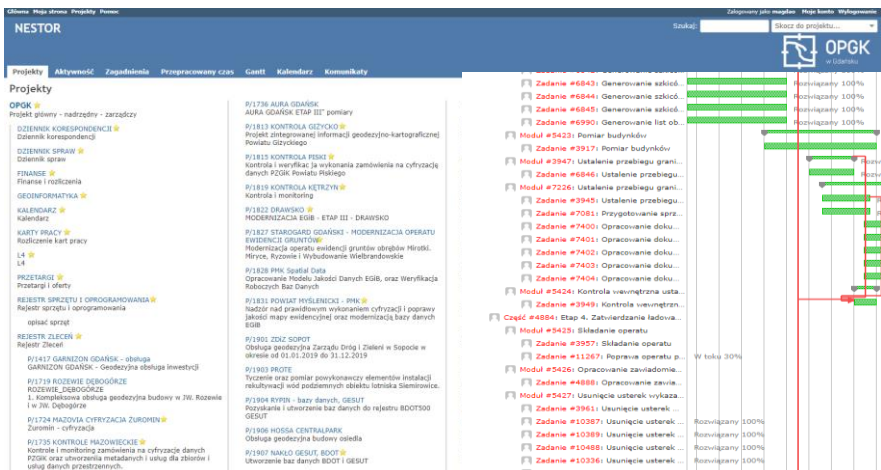 Główna Moja strona Projekty Pomoc
Zalogowany jako magdan Moje konto Wylogowanie
NESTOR
Szukaj:
Skocz do projektu...
OPGK
w Gdańsku
Projekty Aktywność Zagadnienia Przepracowany czas Gantt Kalendarz Komunikaty
Projekty
OPGK
Projekt główny - nadrzędny - zarządczy
DZIENNIK KORESPONDENCJI
Dziennik korespondencji
DZIENNIK SPRAW
Dziennik spraw
FINANSE
Finanse i rozliczenia
GEOINFORMATYKA
KALENDARZ
Kalendarz
KARTY PRACY
Rozliczenie kart pracy
L4
L4
PRZETARGI
Przetargi i oferty
REJESTR SPRZĘTU I OPROGRAMOWANIA
Rejestr sprzętu i oprogramowania
opisać sprzęt
REJESTR ZLECEŃ
Rejestr Zleceń
P/1417 GARNIZON GDAŃSK - obsługa
GARNIZON GDAŃSK - Geodezyjna obsługa inwestycji
P/1719 ROZEWIE DĘBOGÓRZE
ROZEWIE_DĘBOGÓRZE
1. Kompleksowa obsługa geodezyjna budowy w JW. Rozewie
i w JW. Dębogórze
P/1724 MAZOVIA CYFRYZACJA ŻUROMIN
Żuromin - cyfryzacja
P/1735 KONTROLE MAZOWIECKIE
Kontrole i monitoring zamówienia na cyfryzacje danych
PZGiK oraz utworzenia metadanych i usług dla zbiorów i
usług danych przestrzennych.
P/1736 AURA GDAŃSK
AURA GDAŃSK ETAP III" pomiary
P/1813 KONTROLA GIŻYCKO
Projekt zintegrowanej informacji geodezyjno-kartograficznej
Powiatu Giżyckiego
P/1815 KONTROLA PISKI
Kontrola i weryfikac ja wykonania zamówienia na cyfryzację
danych PZGiK Powiatu Piskiego
P/1819 KONTROLA KĘTRZYN
Kontrola i monitoring
P/1822 DRAWSKO
MODERNIZACJA EGIB - ETAP III - DRAWSKO
P/1827 STAROGARD GDAŃSKI - MODERNIZACJA OPERATU
EWIDENCJI GRUNTÓW
Modernizacja operatu ewidencji gruntów obrębów Mirotki.
Miryce, Ryzowie i Wybudowanie Wielbrandowskie
P/1828 PMK Spatial Data
Opracowanie Modelu Jakości Danych EGiB, oraz Weryfikacja
Roboczych Baz Danych
P/1831 POWIAT MYŚLENICKI - PMK
Nadzór nad prawidłowym wykonaniem cyfryzacji i poprawy
jakości mapy ewidencyjnej oraz modernizacją bazy danych
EGiB
P/1901 ZDiZ SOPOT
Obsługa geodezyjna Zarządu Dróg i Zieleni w Sopocie w
okresie od 01.01.2019 do 31.12.2019
P/1903 PROTE
Tyczenie oraz pomiar powykonawczy elementów instalacji
rekultywacji wód podziemnych obiektu lotniska Siemirowice.
P/1904 RYPIN - bazy danych, GESUT
Pozyskanie i utworzenie baz danych do rejestru BDOT500
GESUT
P/1906 HOSSA CENTRALPARK
Obsługa geodezyjna budowy osiedla
P/1907 NAKŁO GESUT, BDOT
Utworzenie baz danych BDOT i GESUT
Zadanie #6843: Generowanie szkicó... Rozwiązany 100%
Zadanie #6844: Generowanie szkicó... Rozwiązany 100%
Zadanie #6845: Generowanie szkicó... Rozwiązany 100%
Zadanie #6990: Generowanie list ob... Rozwiązany 100%
Moduł #5423: Pomiar budynków
Zadanie #3917: Pomiar budynków
Moduł #3947: Ustalenie przebiegu grani... Rozw
Zadanie #6846: Ustalenie przebiegu... Rozw
Moduł #7226: Ustalenie przebiegu grani...
Zadanie #3945: Ustalenie przebiegu...
Zadanie #7081: Przygotowanie sprz...
Zadanie #7400: Opracowanie doku...
Zadanie #7401: Opracowanie doku...
Zadanie #7402: Opracowanie doku...
Zadanie #7403: Opracowanie doku...
Zadanie #7404: Opracowanie doku...
Moduł #5424: Kontrola wewnętrzna usta...
Zadanie #3949: Kontrola wewnętrzn...
Część #4884: Etap 4. Zatwierdzanie ładowa...
Moduł #5425: Składanie operatu
Zadanie #3957: Składanie operatu
Zadanie #11267: Poprawa operatu p... W toku 30%
Moduł #5426: Opracowanie zawiadomie...
Zadanie #4888: Opracowanie zawia...
Moduł #5427: Usunięcie usterek wykaza...
Zadanie #3961: Usunięcie usterek ...
Zadanie #10387: Usunięcie usterek ... Rozwiązany 100%
Zadanie #10389: Usunięcie usterek ... Rozwiązany 100%
Zadanie #10488: Usunięcie usterek ... Rozwiązany 100%
Zadanie #10336: Usunięcie usterek ... Rozwiązany 100%